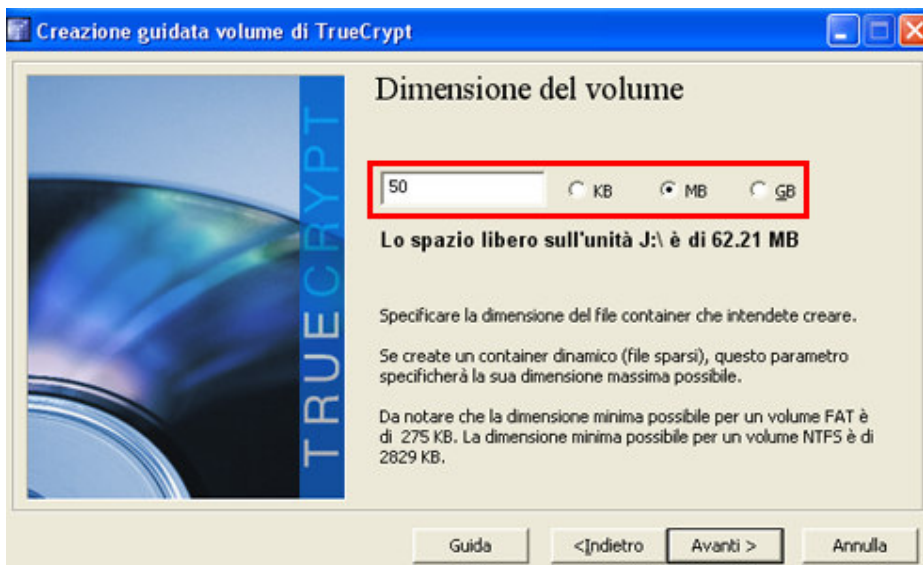 Creazione guidata volume di TrueCrypt
TRUECRYPT
Dimensione del volume
50 KB MB GB
Lo spazio libero sull'unità J:\ è di 62.21 MB
Specificare la dimensione del file container che intendete creare.
Se create un container dinamico (file sparsi), questo parametro
specificherà la sua dimensione massima possibile.
Da notare che la dimensione minima possibile per un volume FAT è
di 275 KB. La dimensione minima possibile per un volume NTFS è di
2829 KB.
Guida <Indietro Avanti > Annulla